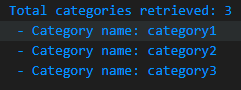 Total categories retrieved: 3
- Category name: category1
- Category name: category2
- Category name: category3